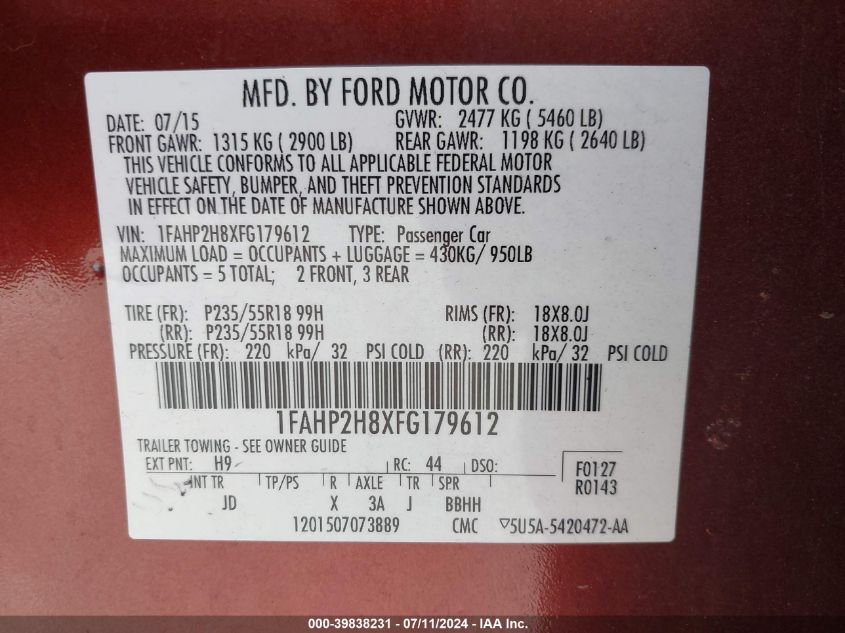 MFD. BY FORD MOTOR CO.
DATE: 07/15 GVWR: 2477 KG ( 5460 LB)
FRONT GAWR: 1315 KG ( 2900 LB) REAR GAWR: 1198 KG ( 2640 LB)
THIS VEHICLE CONFORMS TO ALL APPLICABLE FEDERAL MOTOR
VEHICLE SAFETY, BUMPER, AND THEFT PREVENTION STANDARDS
IN EFFECT ON THE DATE OF MANUFACTURE SHOWN ABOVE.
VIN: 1FAHP2H8XFG179612 TYPE: Passenger Car
MAXIMUM LOAD = OCCUPANTS + LUGGAGE = 430KG/ 950LB
OCCUPANTS = 5 TOTAL; 2 FRONT, 3 REAR
TIRE (FR): P235/55R18 99H RIMS (FR): 18X8.0J
(RR): P235/55R18 99H (RR): 18X8.0J
PRESSURE (FR): 220 kPa/ 32 PSI COLD (RR): 220 kPa/ 32 PSI COLD
1FAHP2H8XFG179612
TRAILER TOWING - SEE OWNER GUIDE
EXT PNT: H9 RC: 44 DSO: F0127
INT TR TP/PS R AXLE TR SPR R0143
JD X 3A J BBHH
1201507073889 CMC ▽5U5A-5420472-AA
000-39838231 - 07/11/2024 - IAA Inc.